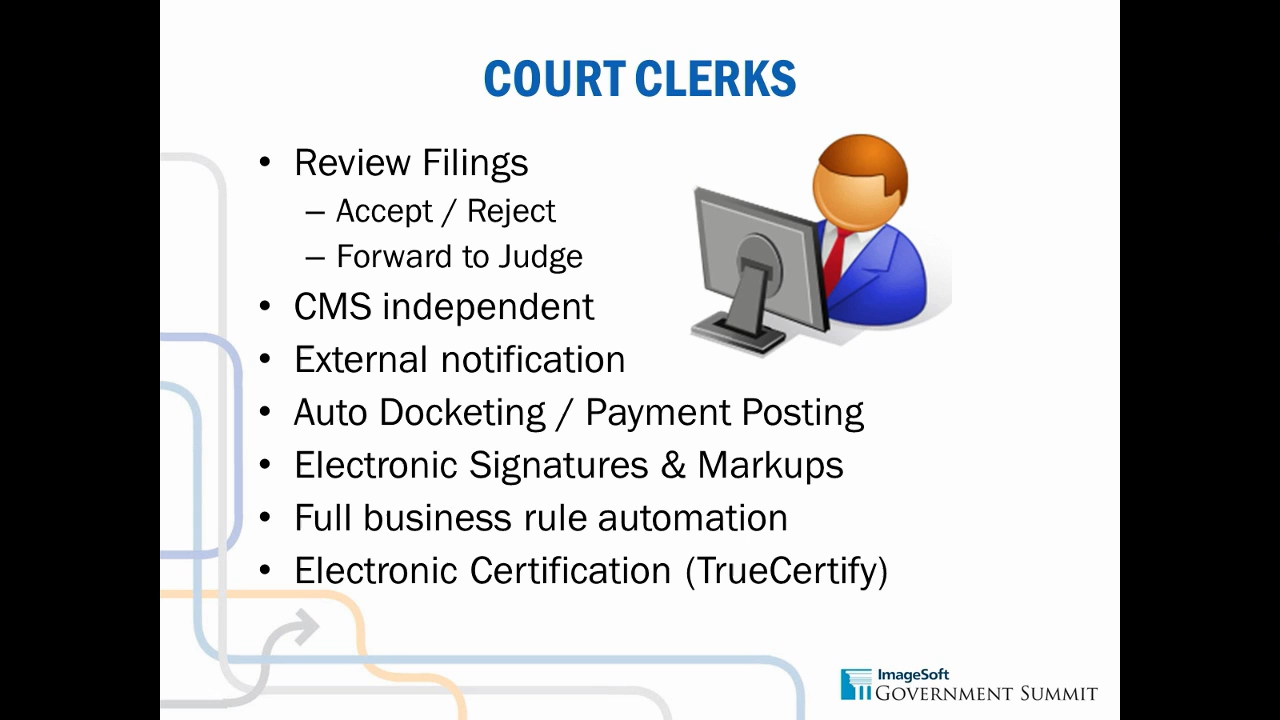 COURT CLERKS
• Review Filings
– Accept / Reject
– Forward to Judge
• CMS independent
• External notification
• Auto Docketing / Payment Posting
• Electronic Signatures & Markups
• Full business rule automation
• Electronic Certification (TrueCertify)
ImageSoft
GOVERNMENT SUMMIT